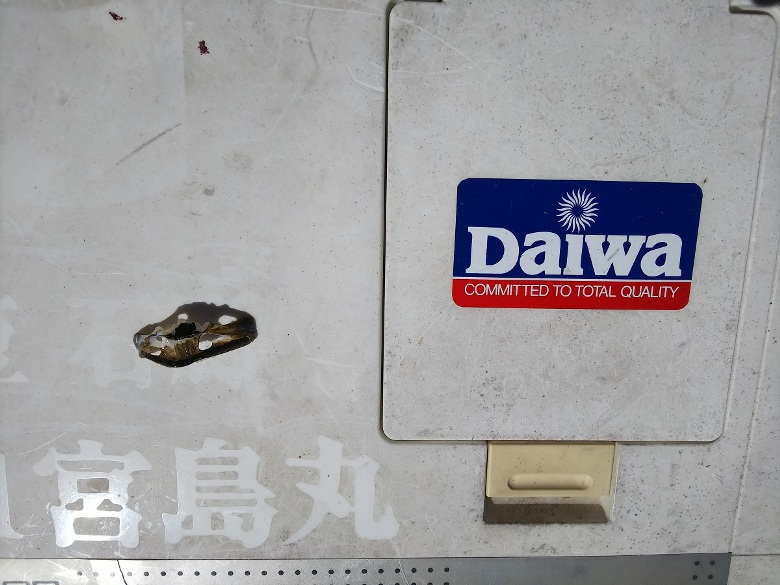 Daiwa
COMMITTED TO TOTAL QUALITY
宮島丸